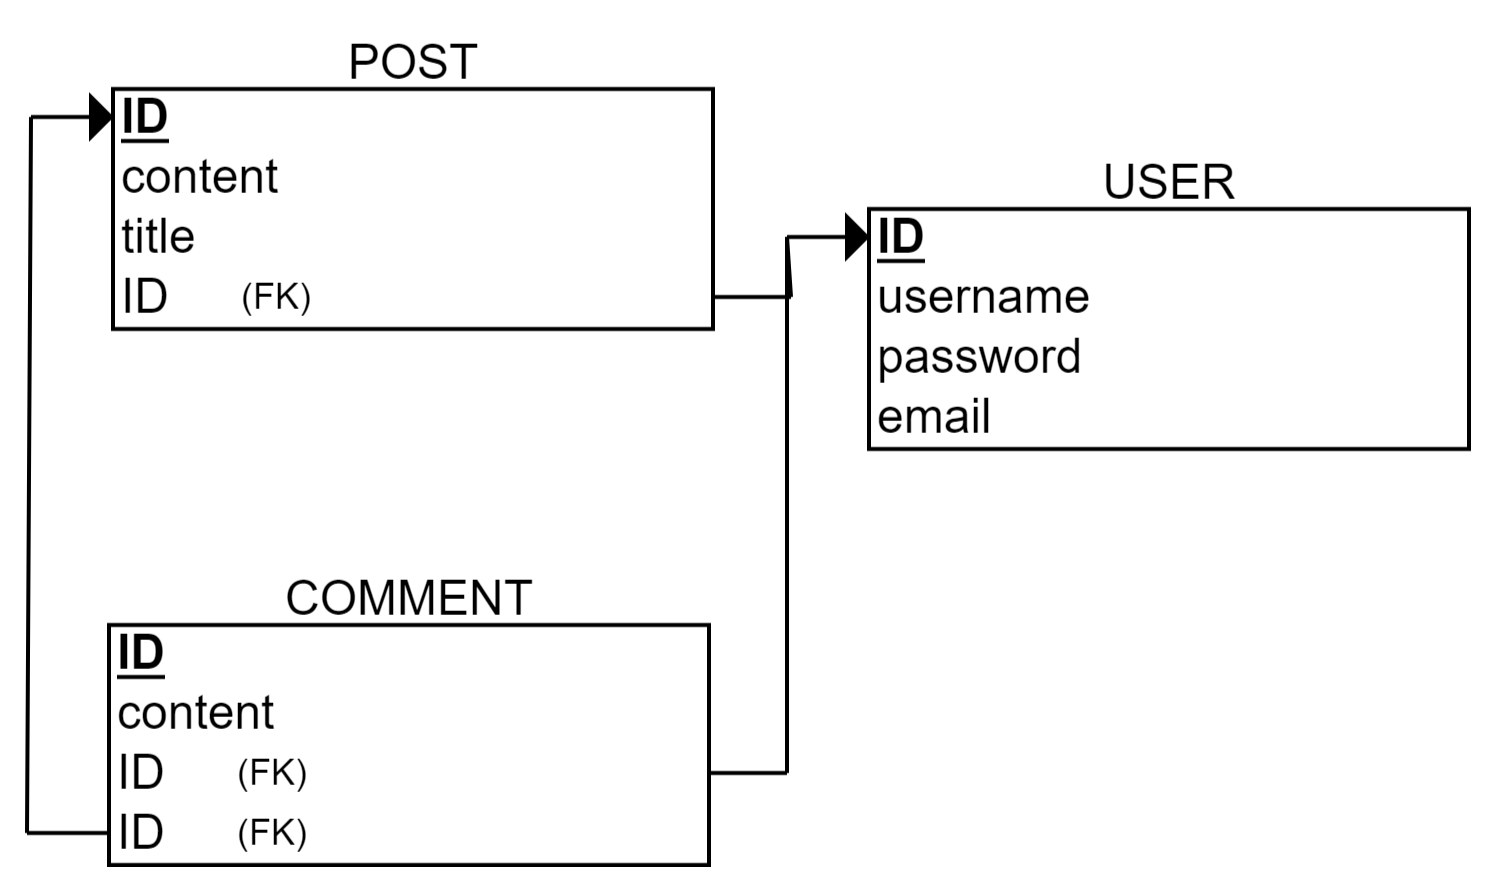 POST
ID
content
title
ID (FK)
USER
ID
username
password
email
COMMENT
ID
content
ID (FK)
ID (FK)